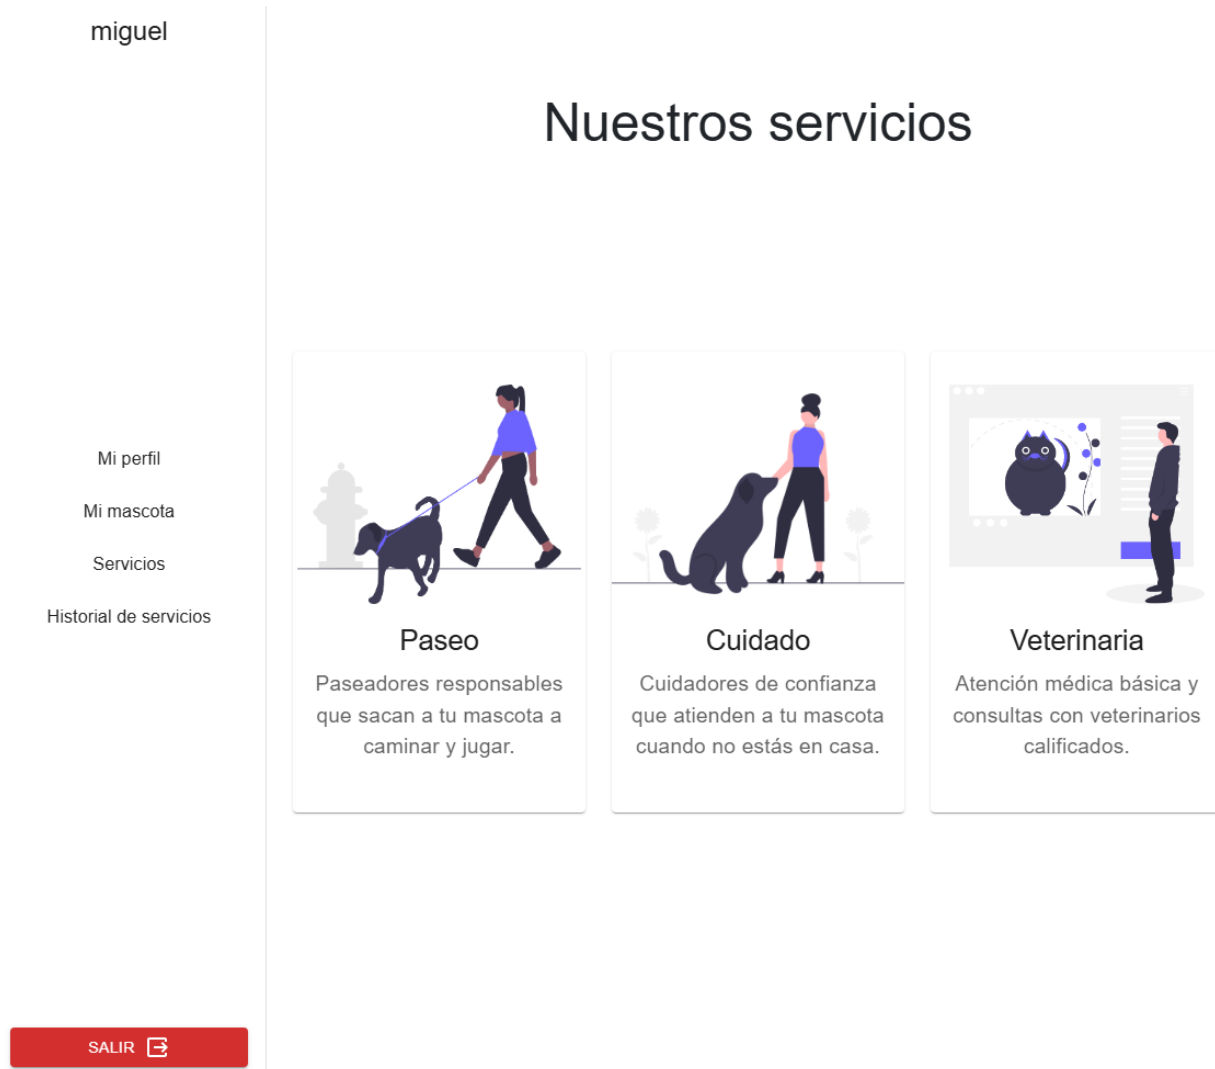 miguel
Mi perfil
Mi mascota
Servicios
Historial de servicios
SALIR
Nuestros servicios
Paseo
Paseadores responsables
que sacan a tu mascota a
caminar y jugar.
Cuidado
Cuidadores de confianza
que atienden a tu mascota
cuando no estás en casa.
Veterinaria
Atención médica básica y
consultas con veterinarios
calificados.